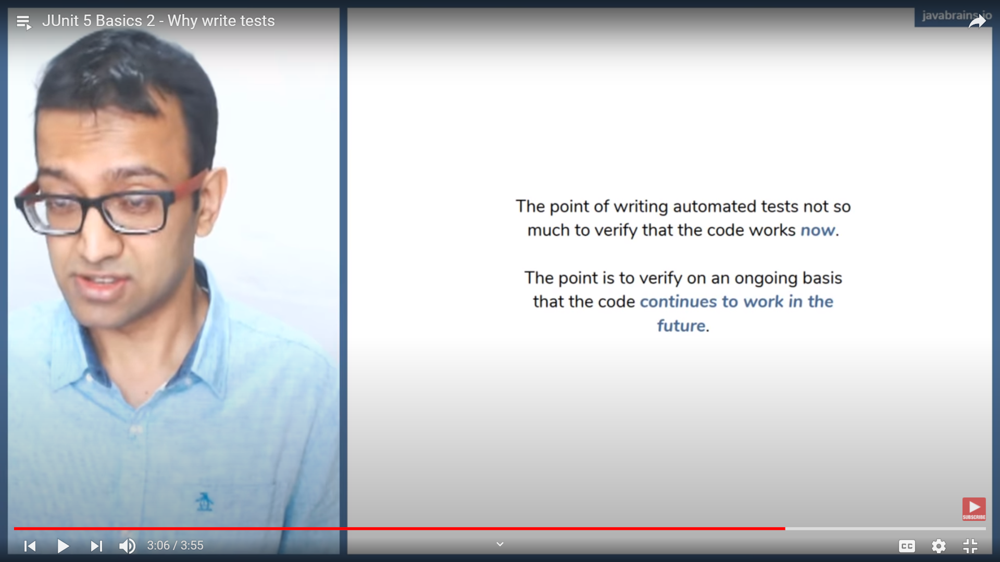 JUnit 5 Basics 2 - Why write tests
javabrains.io
The point of writing automated tests not so
much to verify that the code works now.
The point is to verify on an ongoing basis
that the code continues to work in the
future.
SUBSCRIBE
3:06 / 3:55
CC